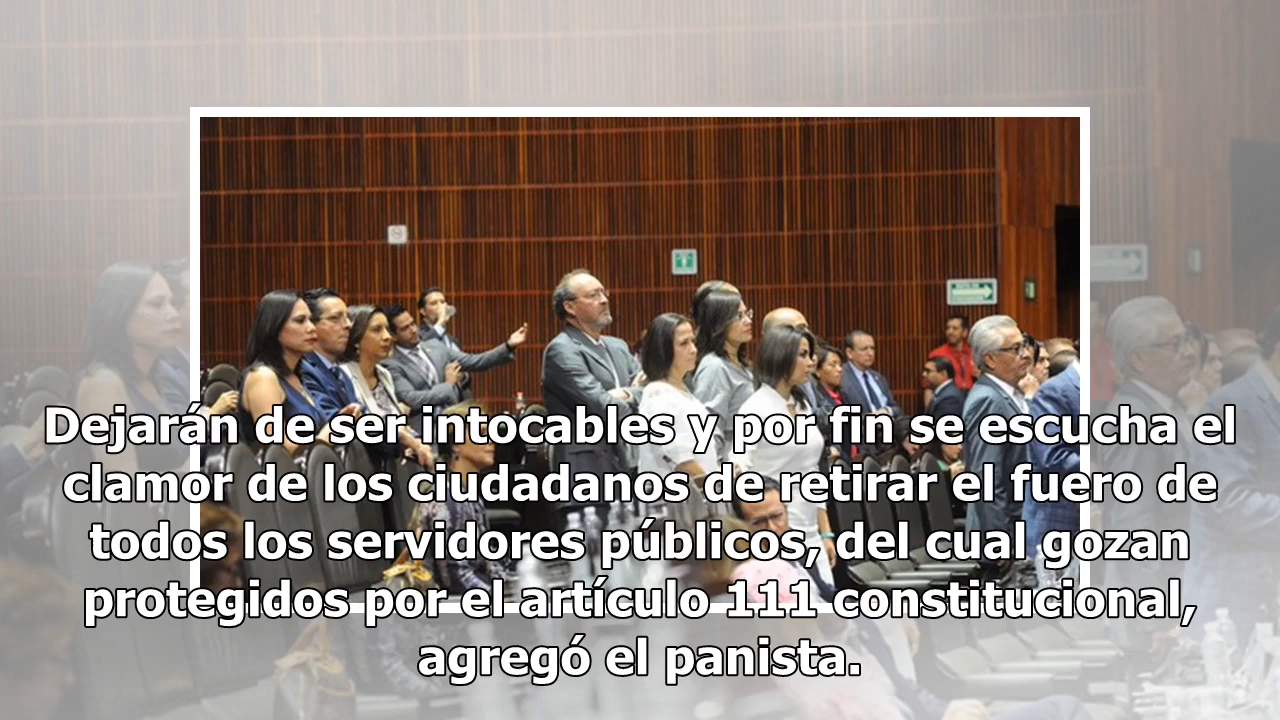 Dejarán de ser intocables y por fin se escucha el
clamor de los ciudadanos de retirar el fuero de
todos los servidores públicos, del cual gozan
protegidos por el artículo 111 constitucional,
agregó el panista.